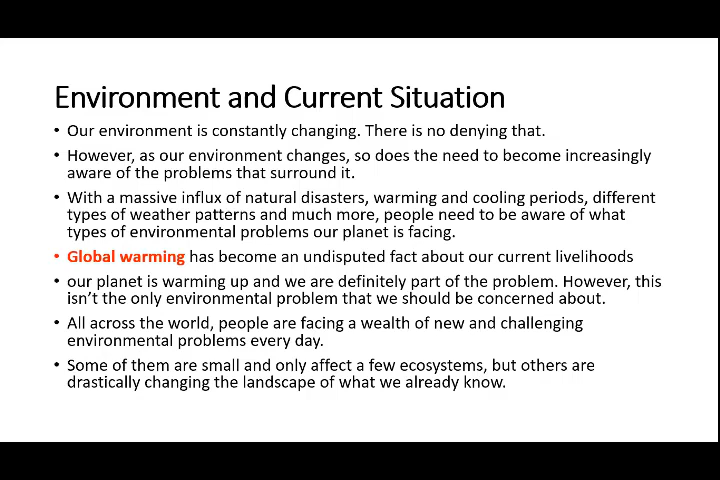 Environment and Current Situation
• Our environment is constantly changing. There is no denying that.
• However, as our environment changes, so does the need to become increasingly
aware of the problems that surround it.
• With a massive influx of natural disasters, warming and cooling periods, different
types of weather patterns and much more, people need to be aware of what
types of environmental problems our planet is facing.
• Global warming has become an undisputed fact about our current livelihoods
• our planet is warming up and we are definitely part of the problem. However, this
isn’t the only environmental problem that we should be concerned about.
• All across the world, people are facing a wealth of new and challenging
environmental problems every day.
• Some of them are small and only affect a few ecosystems, but others are
drastically changing the landscape of what we already know.